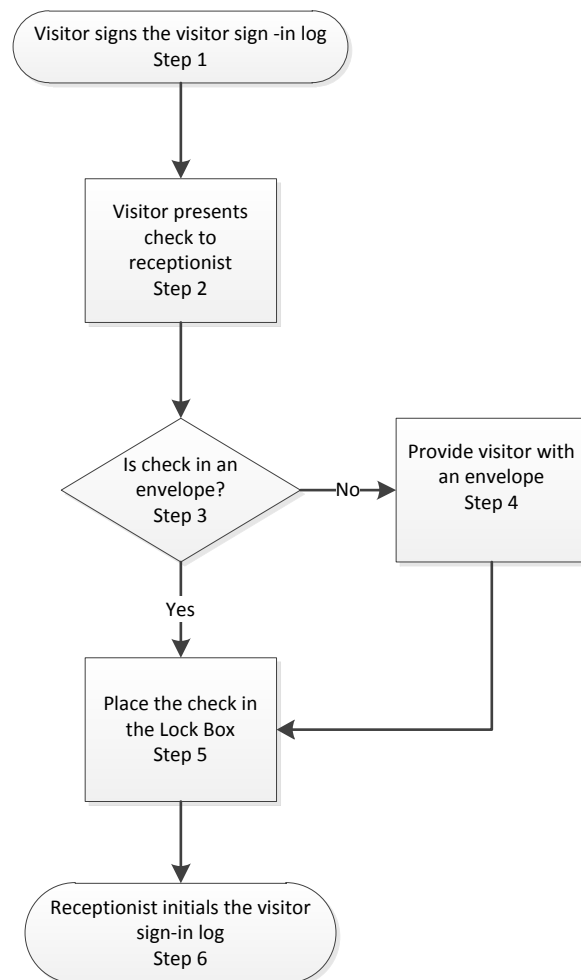 Visitor signs the visitor sign -in log
Step 1
Visitor presents
check to
receptionist
Step 2
Is check in an
envelope?
Step 3
No
Provide visitor with
an envelope
Step 4
Yes
Place the check in
the Lock Box
Step 5
Receptionist initials the visitor
sign-in log
Step 6